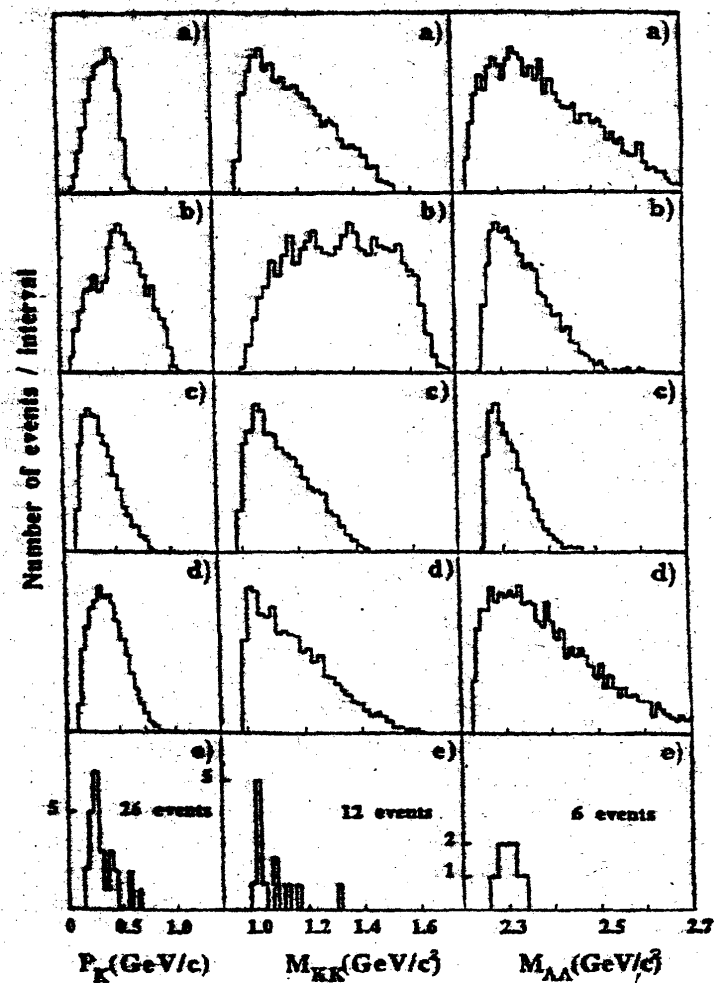 a) a) a)
b) b) b)
c) c) c)
d) d) d)
e) e) e)
Number of events / interval
5 26 events
5 12 events
2 6 events
1
0 0.5 1.0
1.0 1.2 1.4 1.6
2.3 2.5 2.7
P_K(GeV/c) M_KK(GeV/c²) M_ΛΛ(GeV/c²)